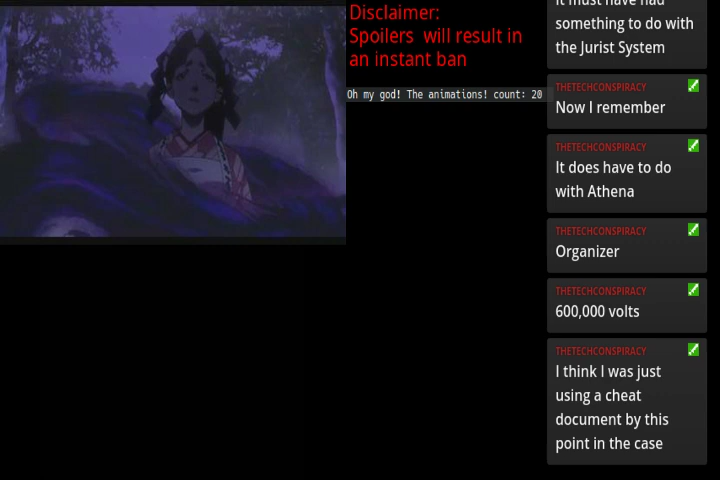 Disclaimer:
Spoilers will result in
an instant ban
Oh my god! The animations! count: 20
something to do with
the Jurist System
THETECHCONSPIRACY
Now I remember
THETECHCONSPIRACY
It does have to do
with Athena
THETECHCONSPIRACY
Organizer
THETECHCONSPIRACY
600,000 volts
THETECHCONSPIRACY
I think I was just
using a cheat
document by this
point in the case